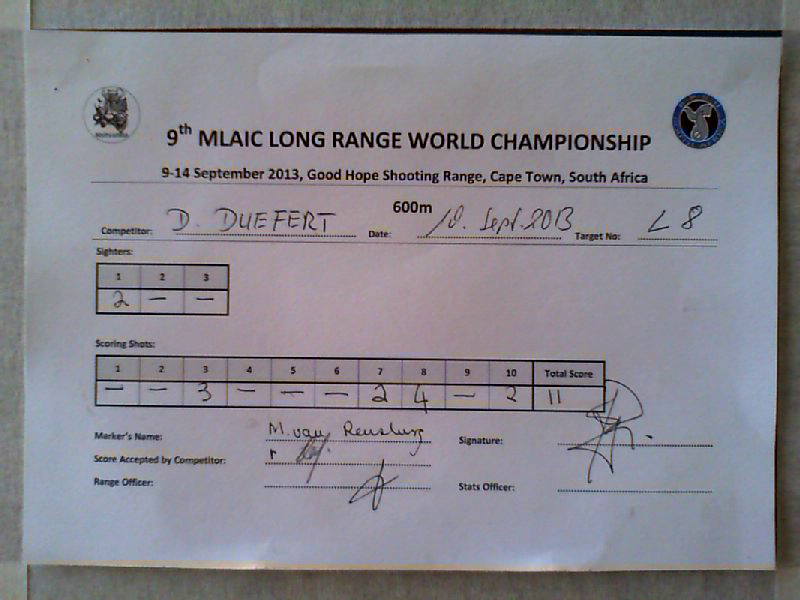 9th MLAIC LONG RANGE WORLD CHAMPIONSHIP
9-14 September 2013, Good Hope Shooting Range, Cape Town, South Africa
600m
Competitor: D. DUEFERT Date: 10. Sept. 2013 Target No: L 8
Sighters:
1 2 3
2 — —
Scoring Shots:
1 2 3 4 5 6 7 8 9 10 Total Score
— — 3 — — — 2 4 — 2 11
Marker's Name: M. van Rensburg Signature:
Score Accepted by Competitor:
Range Officer: Stats Officer: